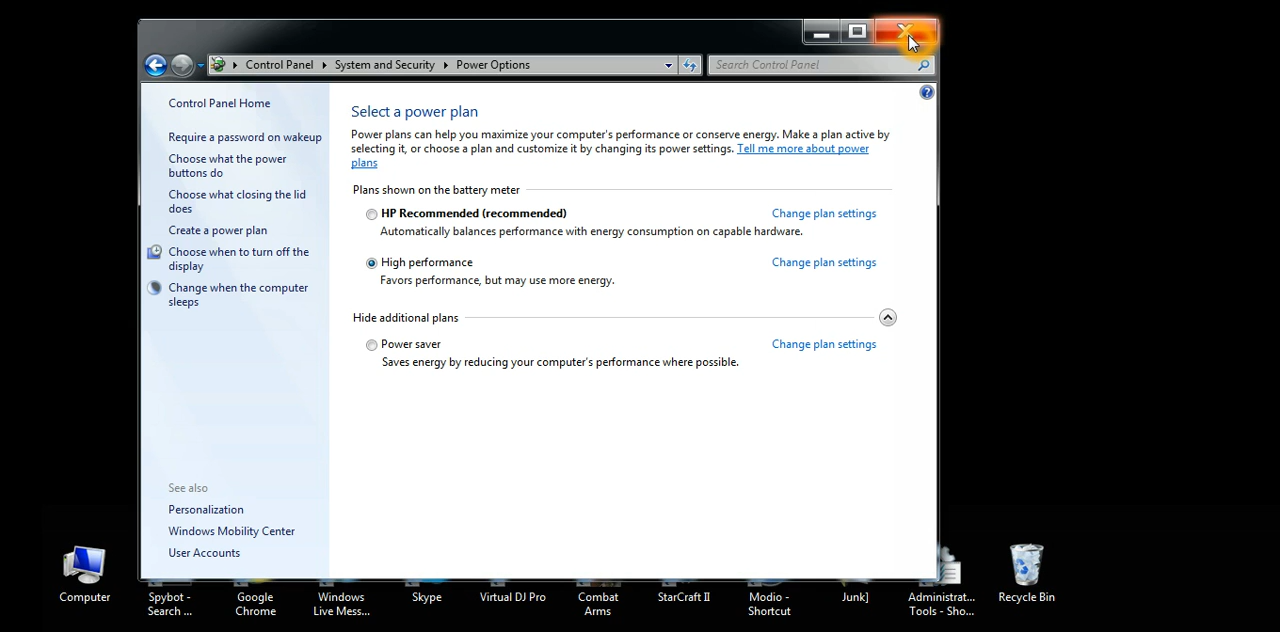 Control Panel
System and Security
Power Options
Search Control Panel
Control Panel Home
Require a password on wakeup
Choose what the power
buttons do
Choose what closing the lid
does
Create a power plan
Choose when to turn off the
display
Change when the computer
sleeps
See also
Personalization
Windows Mobility Center
User Accounts
Select a power plan
Power plans can help you maximize your computer's performance or conserve energy. Make a plan active by
selecting it, or choose a plan and customize it by changing its power settings. Tell me more about power
plans
Plans shown on the battery meter
HP Recommended (recommended) Change plan settings
Automatically balances performance with energy consumption on capable hardware.
High performance Change plan settings
Favors performance, but may use more energy.
Hide additional plans
Power saver Change plan settings
Saves energy by reducing your computer's performance where possible.
Computer
Spybot -
Search ...
Google
Chrome
Windows
Live Mess...
Skype
Virtual DJ Pro
Combat
Arms
StarCraft II
Modio -
Shortcut
Junk]
Administrat...
Tools - Sho...
Recycle Bin